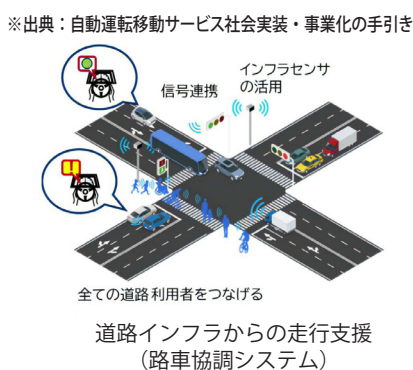 ※出典：自動運転移動サービス社会実装・事業化の手引き
信号連携
インフラセンサ
の活用
全ての道路利用者をつなげる
道路インフラからの走行支援
（路車協調システム）